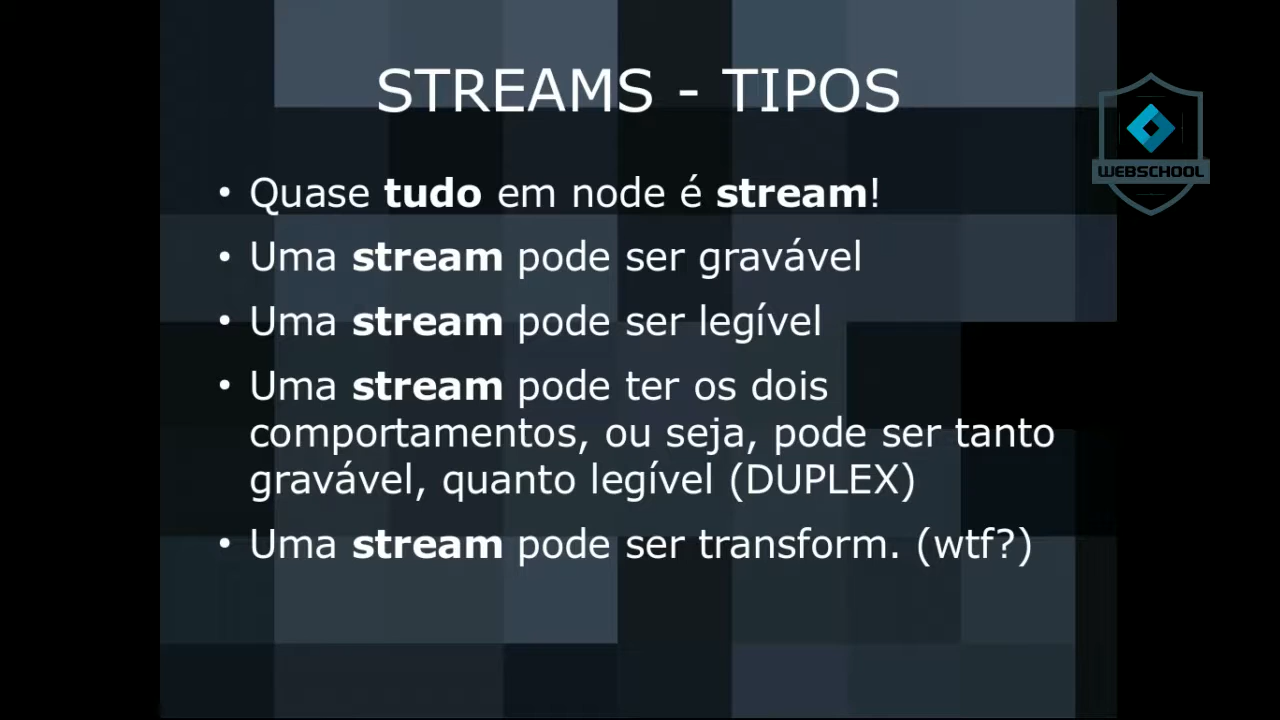 STREAMS - TIPOS
WEBSCHOOL
• Quase tudo em node é stream!
• Uma stream pode ser gravável
• Uma stream pode ser legível
• Uma stream pode ter os dois
comportamentos, ou seja, pode ser tanto
gravável, quanto legível (DUPLEX)
• Uma stream pode ser transform. (wtf?)